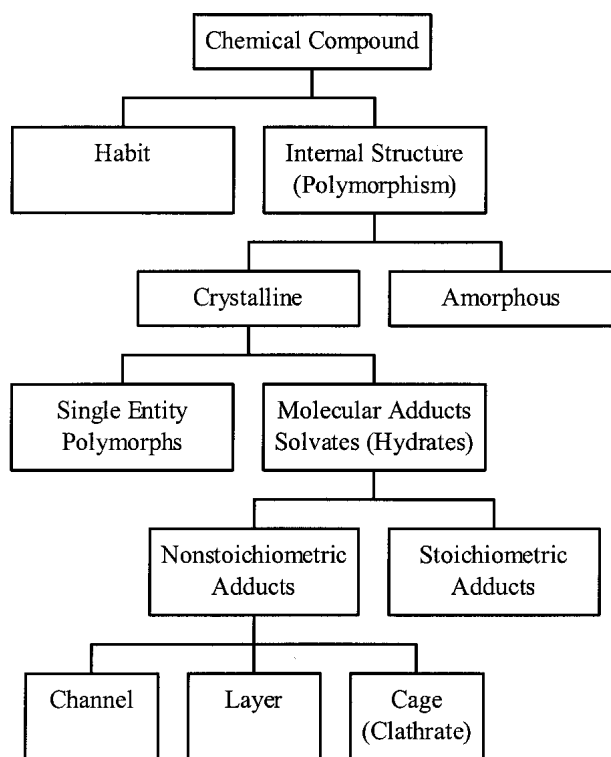 Chemical Compound
Habit
Internal Structure
(Polymorphism)
Crystalline
Amorphous
Single Entity
Polymorphs
Molecular Adducts
Solvates (Hydrates)
Nonstoichiometric
Adducts
Stoichiometric
Adducts
Channel
Layer
Cage
(Clathrate)